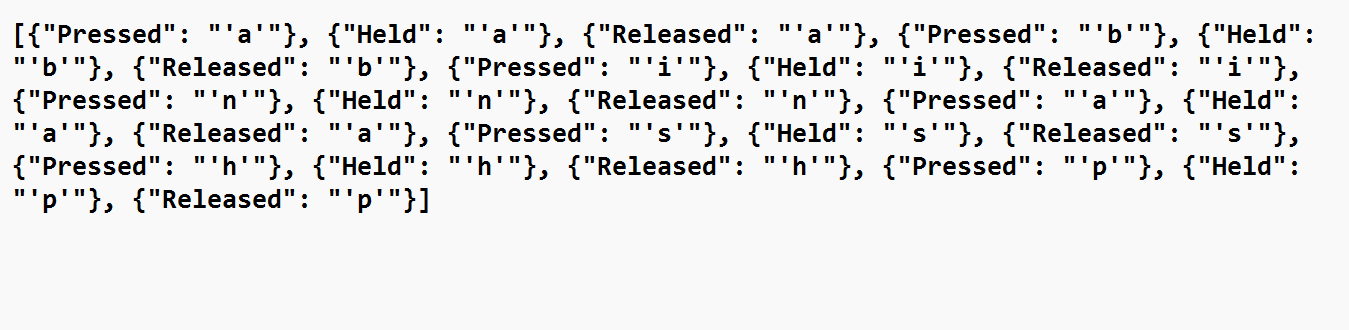 [{"Pressed": "'a'"}, {"Held": "'a'"}, {"Released": "'a'"}, {"Pressed": "'b'"}, {"Held":
"'b'"}, {"Released": "'b'"}, {"Pressed": "'i'"}, {"Held": "'i'"}, {"Released": "'i'"},
{"Pressed": "'n'"}, {"Held": "'n'"}, {"Released": "'n'"}, {"Pressed": "'a'"}, {"Held":
"'a'"}, {"Released": "'a'"}, {"Pressed": "'s'"}, {"Held": "'s'"}, {"Released": "'s'"},
{"Pressed": "'h'"}, {"Held": "'h'"}, {"Released": "'h'"}, {"Pressed": "'p'"}, {"Held":
"'p'"}, {"Released": "'p'"}]